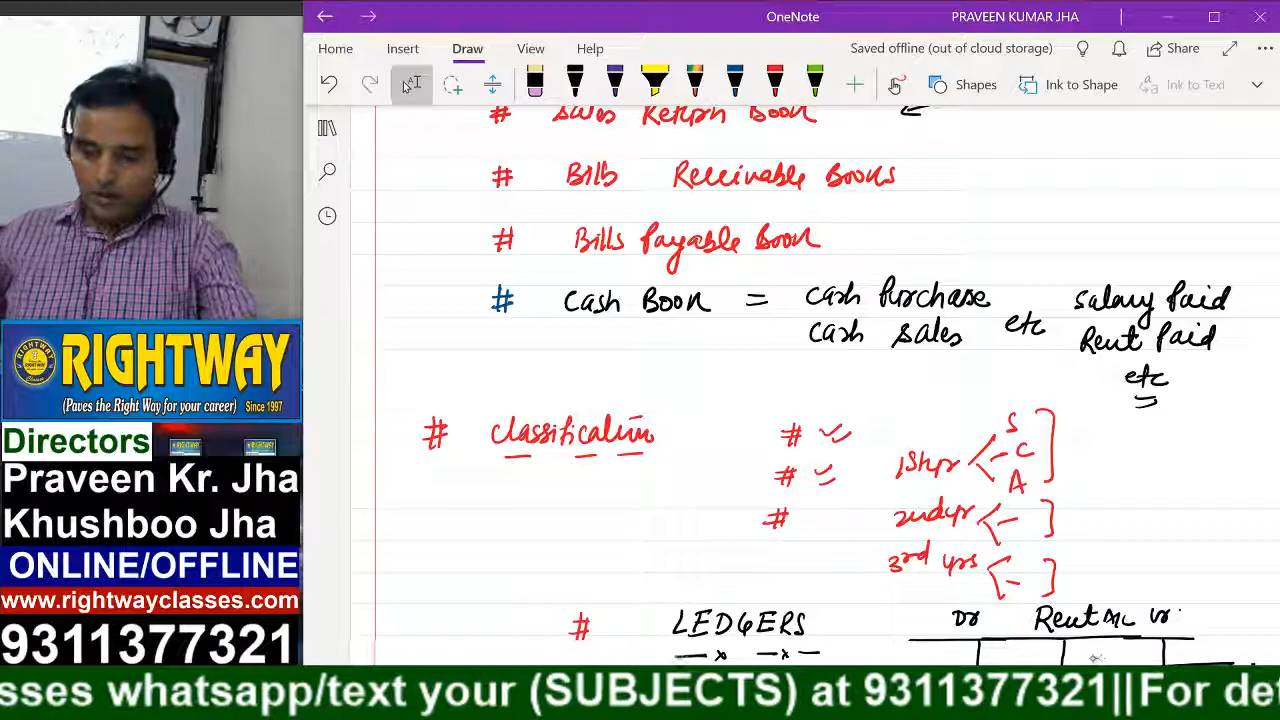 OneNote
PRAVEEN KUMAR JHA
Home Insert Draw View Help
Saved offline (out of cloud storage)
Share
Shapes
Ink to Shape
Ink to Text
# Sales Return Book
# Bills Receivable Books
# Bills Payable Book
# Cash Book = Cash Purchase Salary Paid
Cash Sales etc Rent Paid
etc
# Classification
#
#
#
1st yr S C A
2nd yr
3rd yrs
# LEDGERS
Dr Rent A/c Cr
RIGHTWAY
(Paves the Right Way for your career) Since 1997
Directors
Praveen Kr. Jha
Khushboo Jha
ONLINE/OFFLINE
www.rightwayclasses.com
9311377321
sses whatsapp/text your (SUBJECTS) at 9311377321||For det